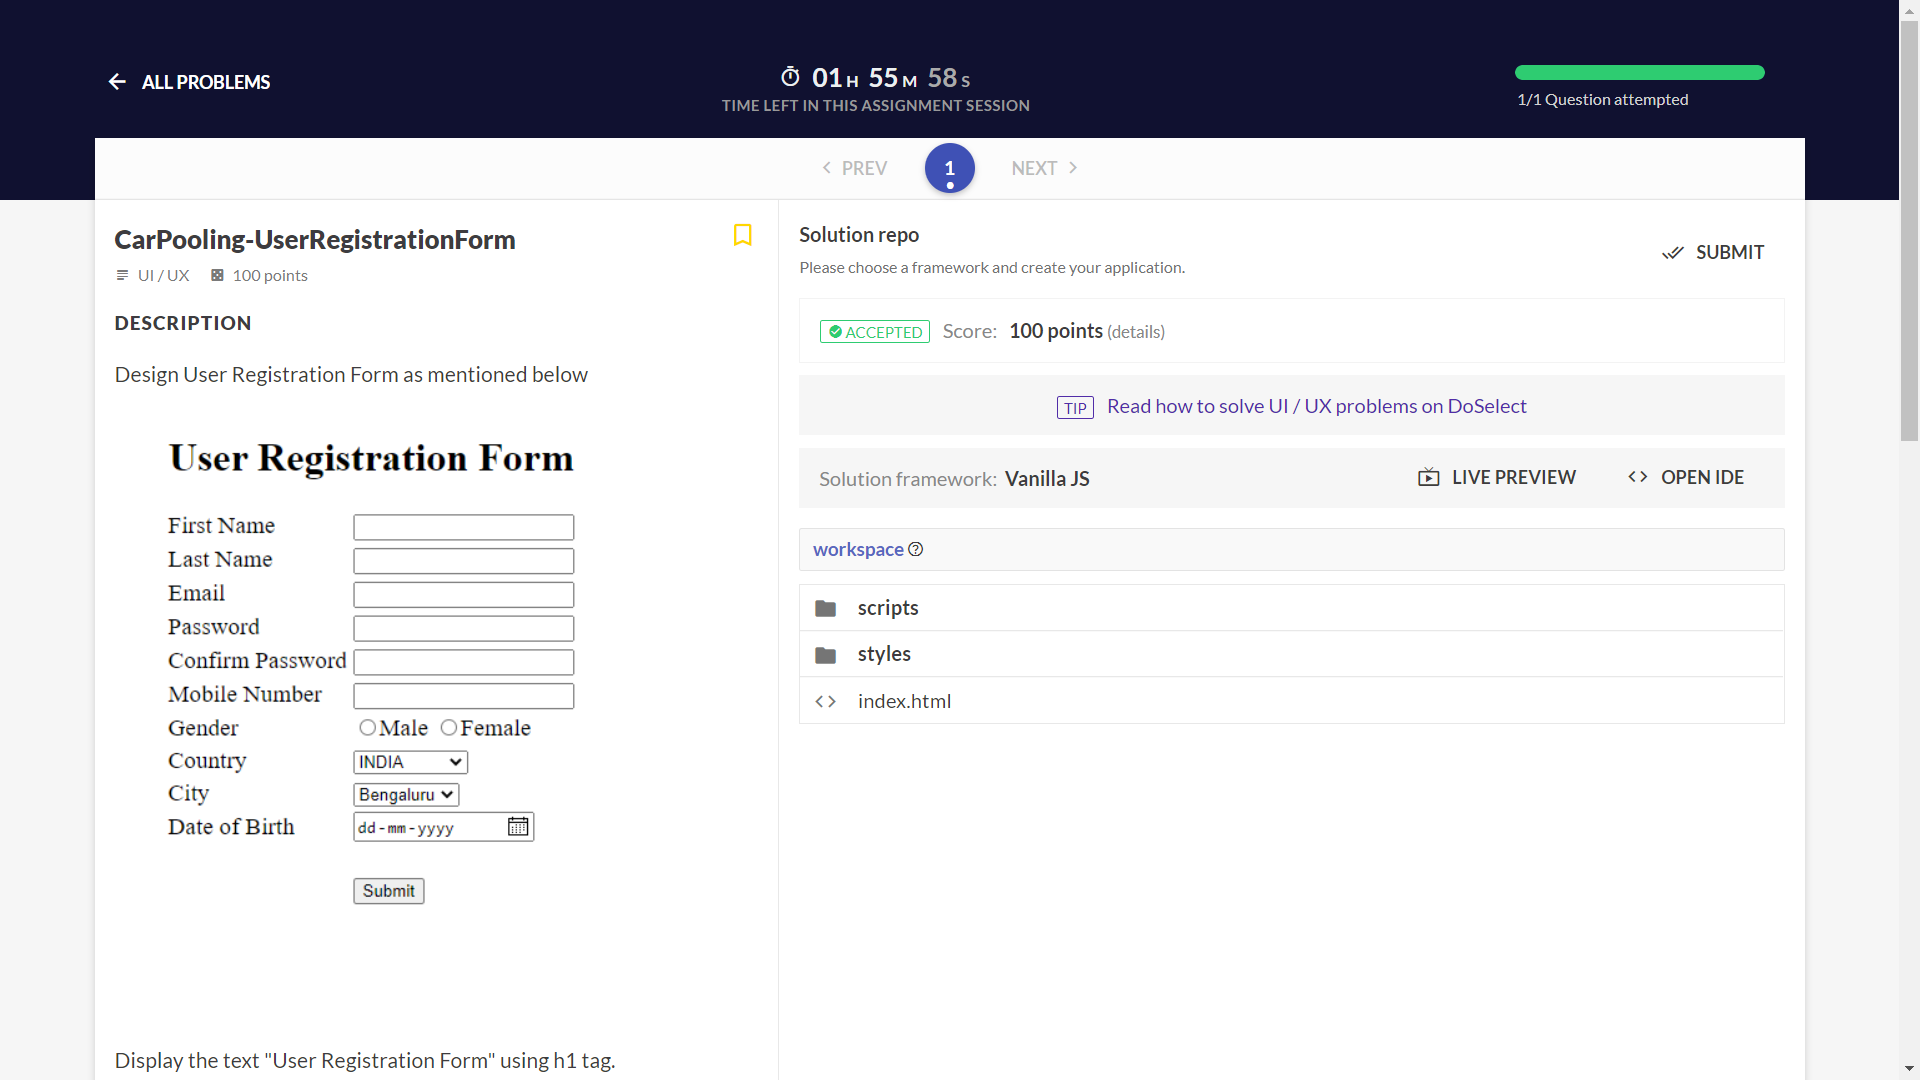 ALL PROBLEMS
01 H 55 M 58 S
TIME LEFT IN THIS ASSIGNMENT SESSION
1/1 Question attempted
PREV 1 NEXT
CarPooling-UserRegistrationForm
UI / UX 100 points
DESCRIPTION
Design User Registration Form as mentioned below
User Registration Form
First Name
Last Name
Email
Password
Confirm Password
Mobile Number
Gender Male Female
Country INDIA
City Bengaluru
Date of Birth dd-mm-yyyy
Submit
Display the text "User Registration Form" using h1 tag.
Solution repo
Please choose a framework and create your application.
SUBMIT
ACCEPTED Score: 100 points (details)
TIP Read how to solve UI / UX problems on DoSelect
Solution framework: Vanilla JS LIVE PREVIEW OPEN IDE
workspace
scripts
styles
index.html